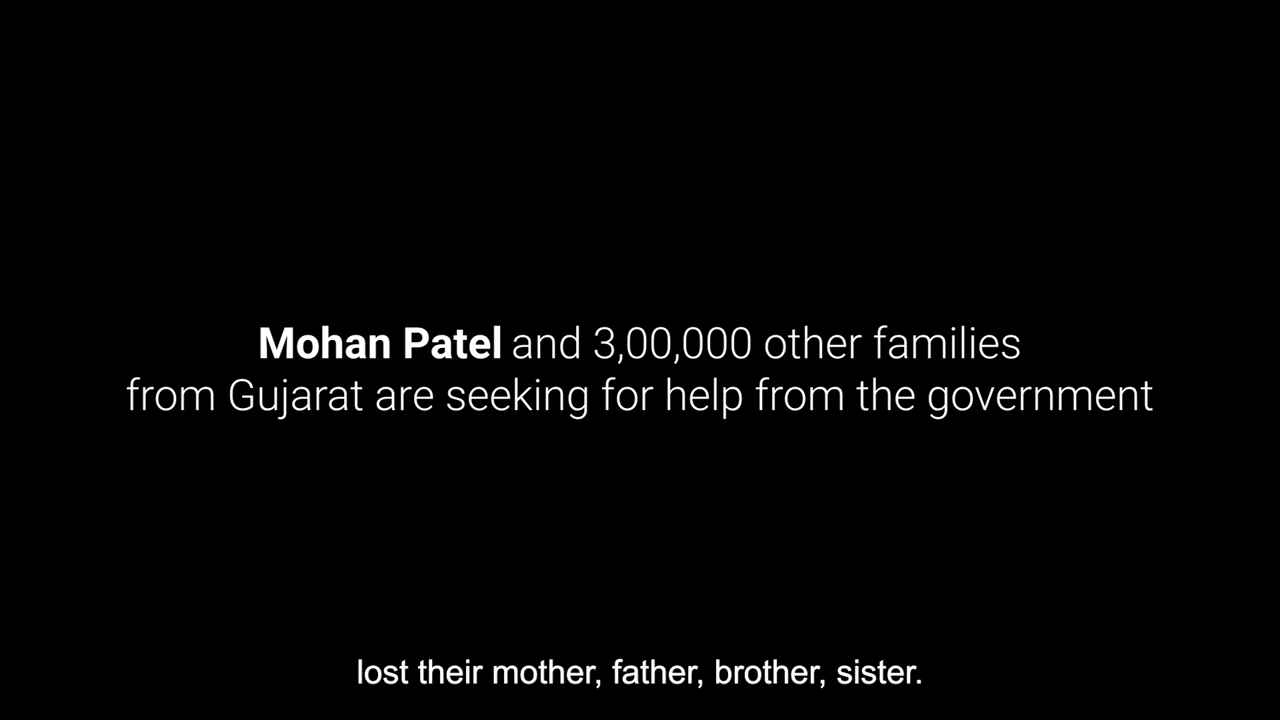 Mohan Patel and 3,00,000 other families
from Gujarat are seeking for help from the government
lost their mother, father, brother, sister.